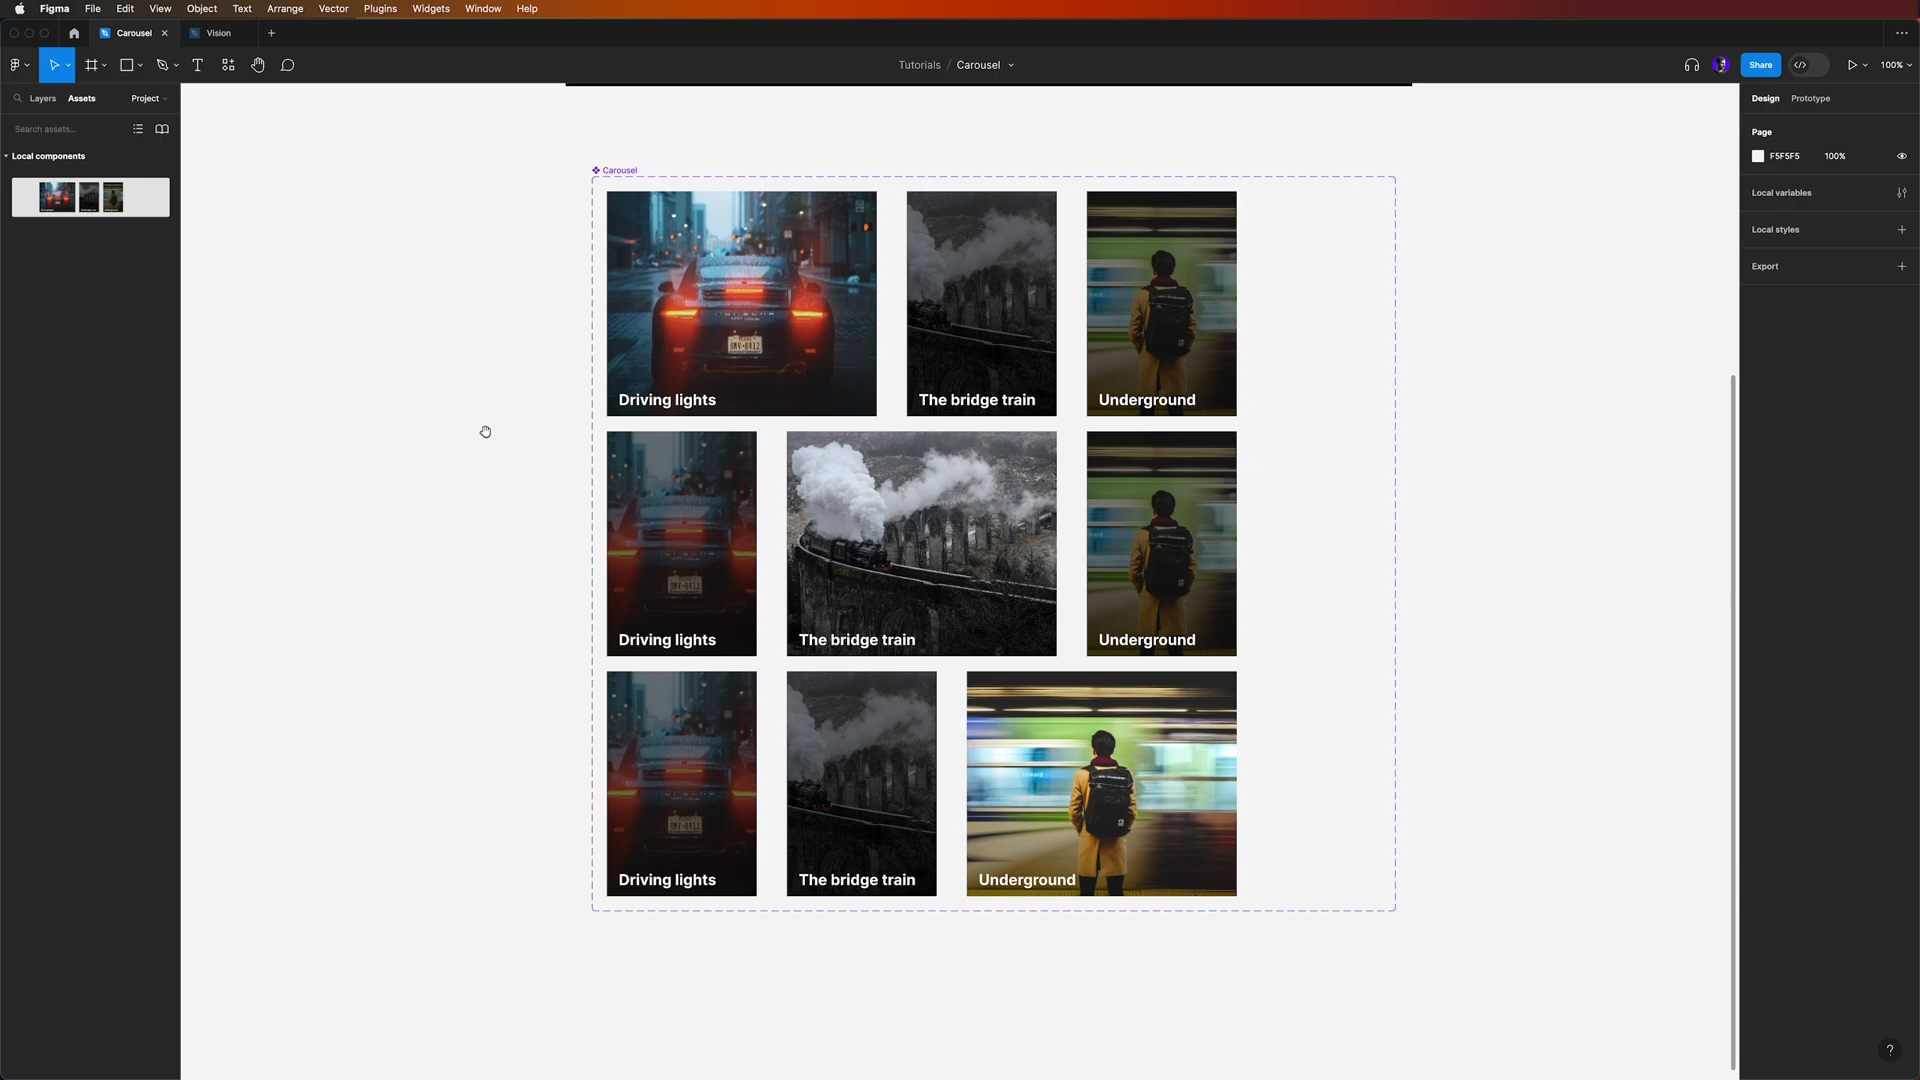 Figma File Edit View Object Text Arrange Vector Plugins Widgets Window Help
Carousel Vision
Tutorials / Carousel
Share
100%
Layers Assets Project
Design Prototype
Search assets...
Page
Local components
F5F5F5 100%
Local variables
Local styles
Export
Carousel
Driving lights The bridge train Underground
Driving lights The bridge train Underground
Driving lights The bridge train Underground
?